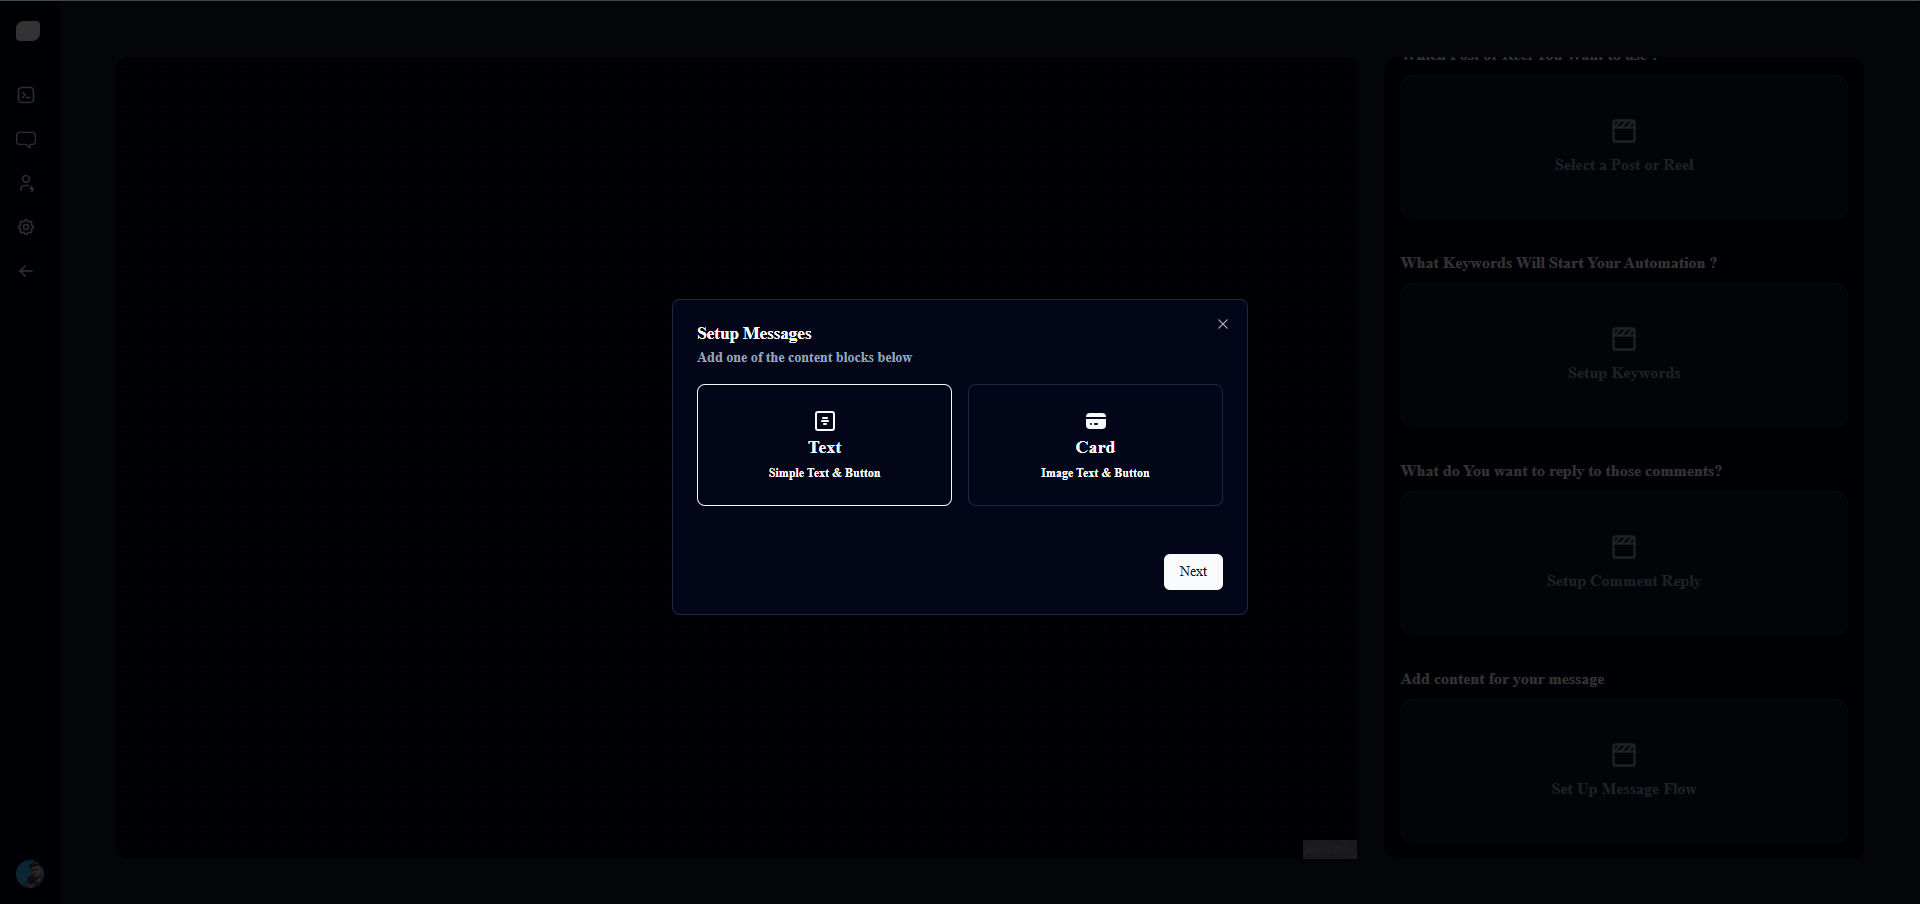 Which Post or Reel You Want to use ?
Select a Post or Reel
What Keywords Will Start Your Automation ?
Setup Keywords
What do You want to reply to those comments?
Setup Comment Reply
Add content for your message
Set Up Message Flow
Setup Messages
Add one of the content blocks below
Text
Simple Text & Button
Card
Image Text & Button
Next